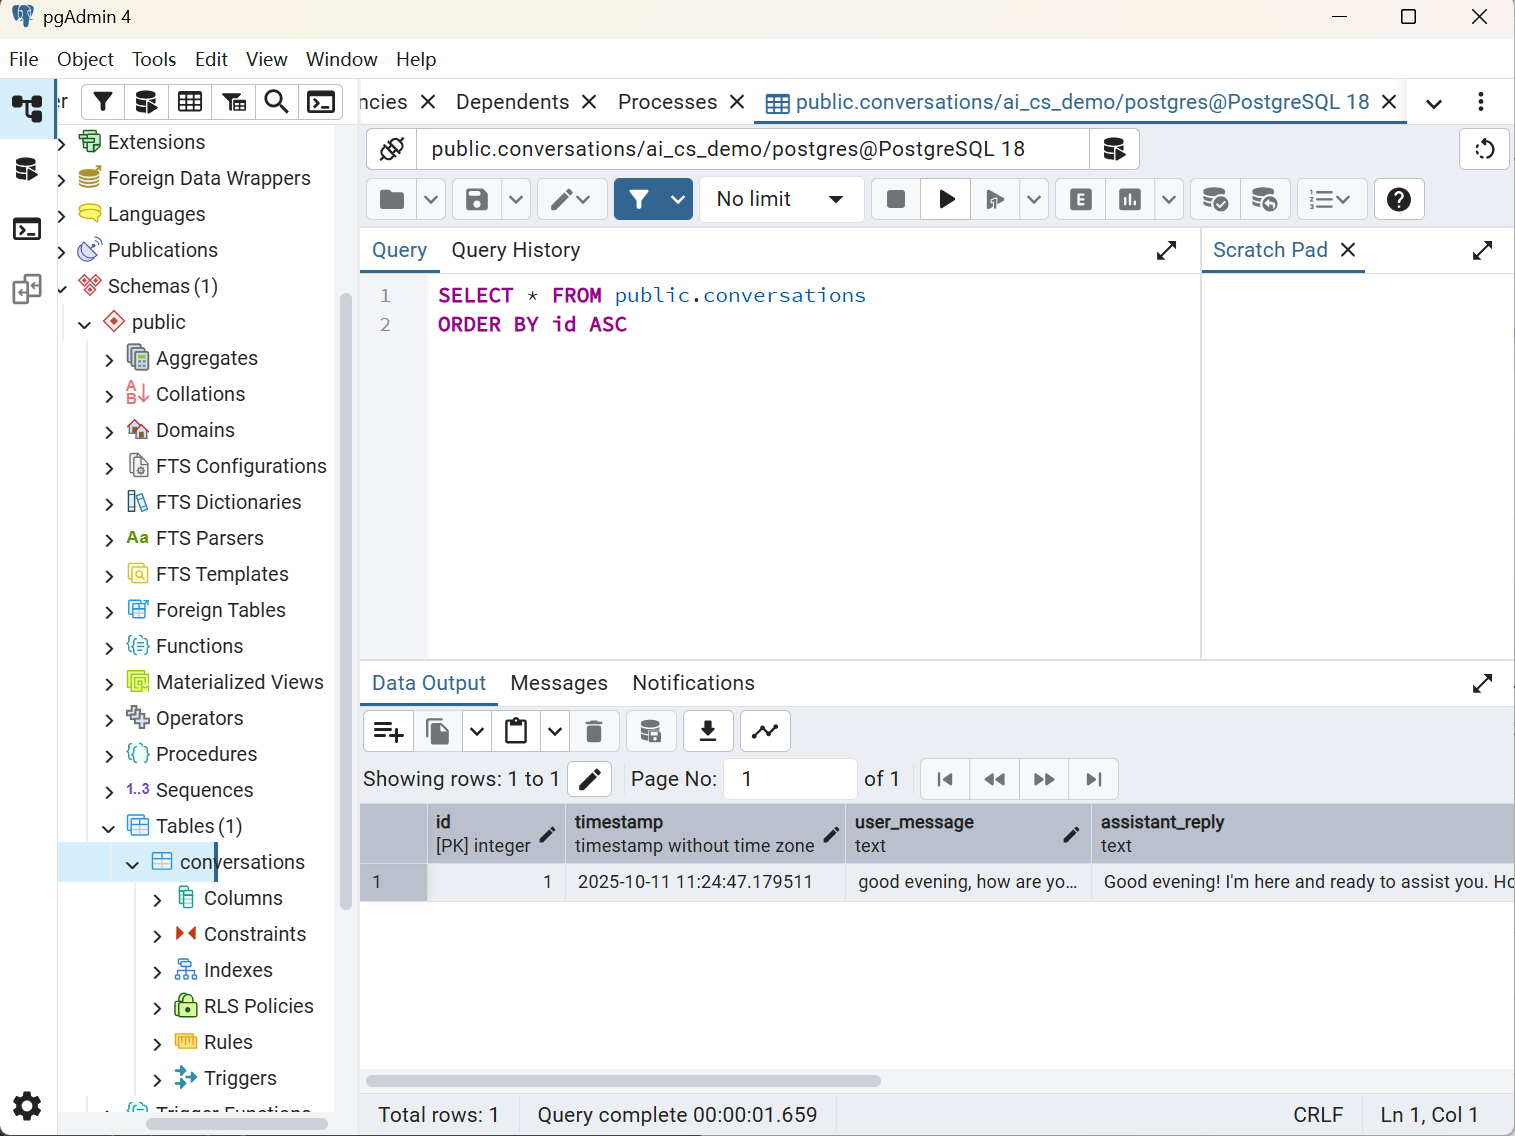 pgAdmin 4
File Object Tools Edit View Window Help
ncies Dependents Processes public.conversations/ai_cs_demo/postgres@PostgreSQL 18
public.conversations/ai_cs_demo/postgres@PostgreSQL 18
No limit
E
Query Query History
Scratch Pad
1 SELECT * FROM public.conversations
2 ORDER BY id ASC
Extensions
Foreign Data Wrappers
Languages
Publications
Schemas (1)
public
Aggregates
Collations
Domains
FTS Configurations
FTS Dictionaries
Aa FTS Parsers
FTS Templates
Foreign Tables
Functions
Materialized Views
Operators
Procedures
1..3 Sequences
Tables (1)
conversations
Columns
Constraints
Indexes
RLS Policies
Rules
Triggers
Trigger Functions
Data Output Messages Notifications
Showing rows: 1 to 1 Page No: 1 of 1
id timestamp user_message assistant_reply
[PK] integer timestamp without time zone text text
1 1 2025-10-11 11:24:47.179511 good evening, how are yo... Good evening! I'm here and ready to assist you. Ho
Total rows: 1 Query complete 00:00:01.659 CRLF Ln 1, Col 1